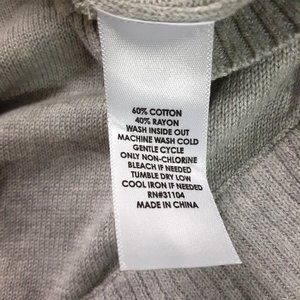 60% COTTON
40% RAYON
WASH INSIDE OUT
MACHINE WASH COLD
GENTLE CYCLE
ONLY NON-CHLORINE
BLEACH IF NEEDED
TUMBLE DRY LOW
COOL IRON IF NEEDED
RN#31104
MADE IN CHINA